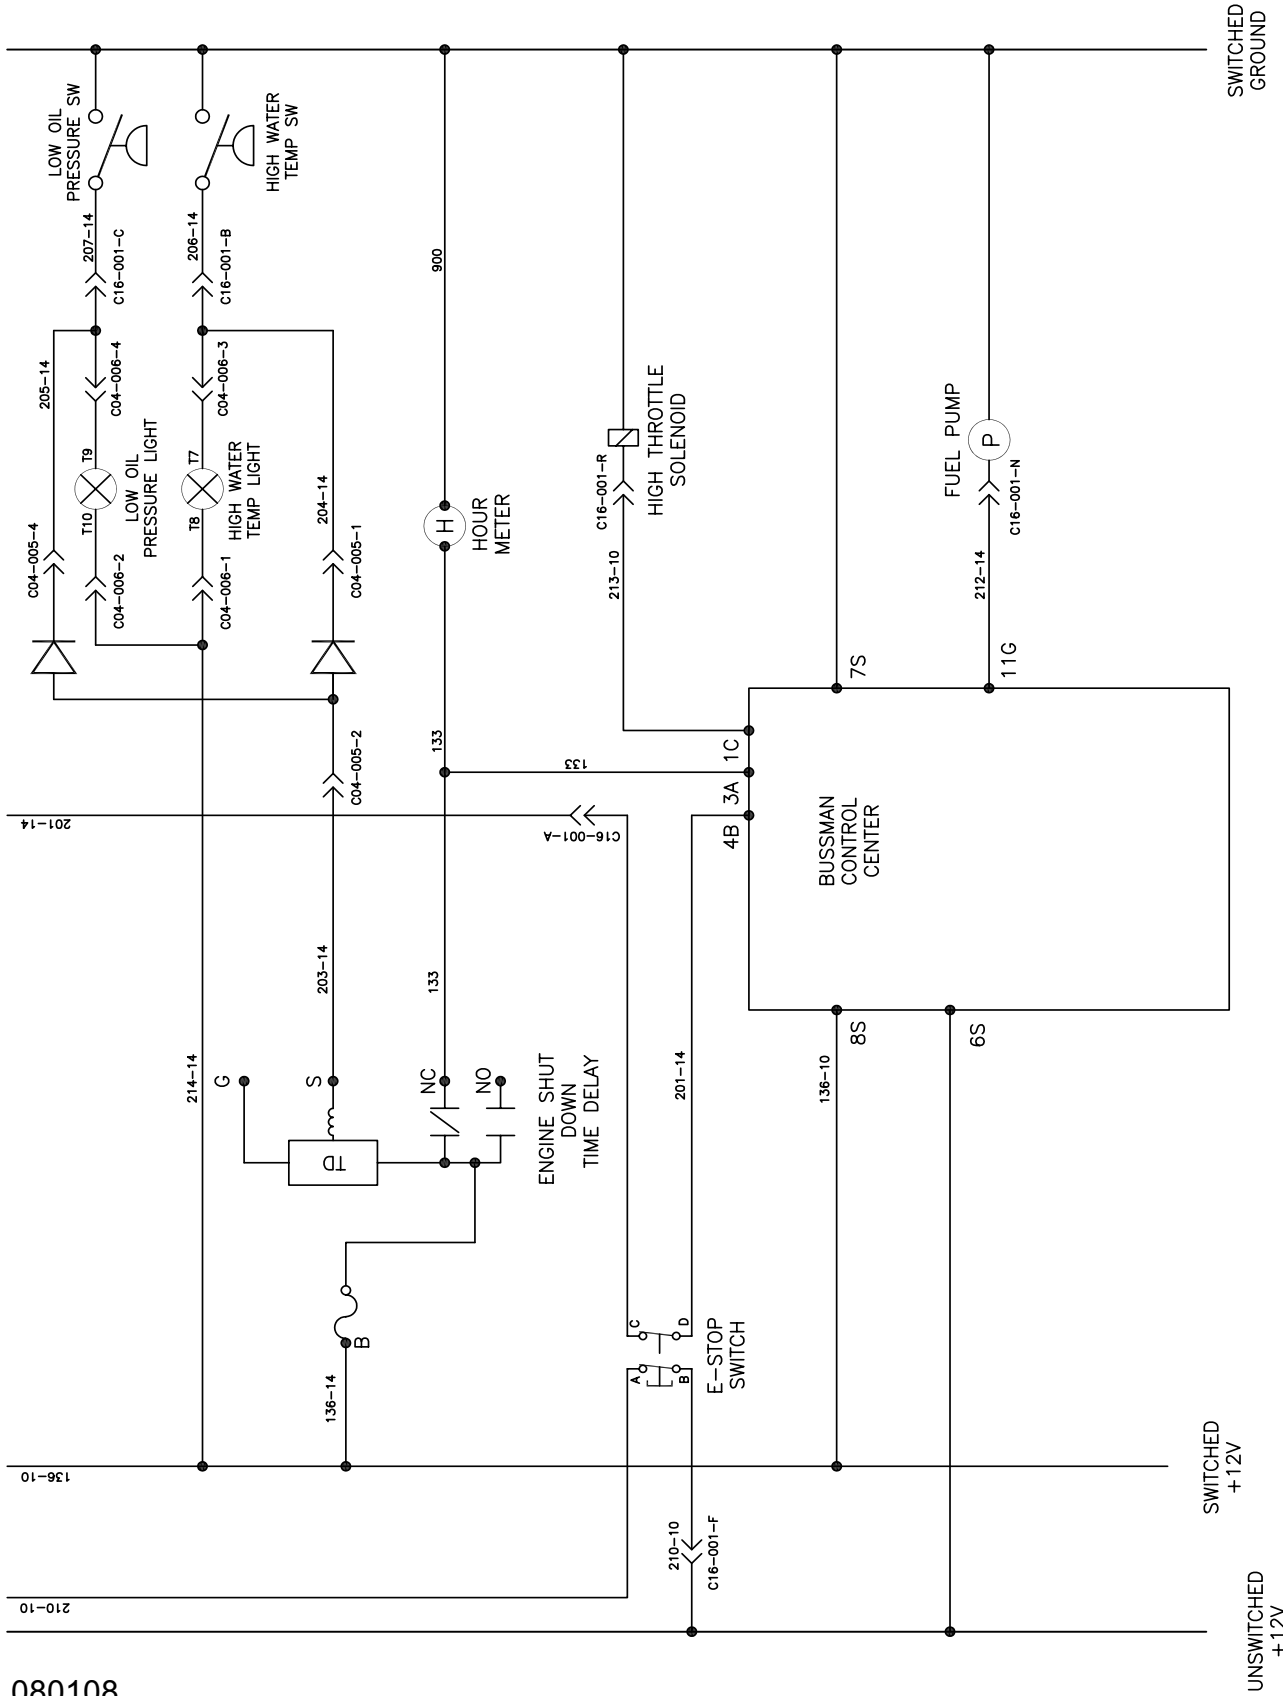 SWITCHED
GROUND
LOW OIL
PRESSURE SW
HIGH WATER
TEMP SW
207-14
C16-001-C
206-14
C16-001-B
900
205-14
C04-006-4
C04-006-3
T9
T10
LOW OIL
PRESSURE LIGHT
T7
T8
HIGH WATER
TEMP LIGHT
204-14
C04-005-4
C04-006-2
C04-006-1
C04-005-1
H
HOUR
METER
C16-001-R
HIGH THROTTLE
SOLENOID
213-10
FUEL PUMP
P
C16-001-N
212-14
7S
11G
133
133
1C
3A
4B
C04-005-2
201-14
C16-001-A
BUSSMAN
CONTROL
CENTER
203-14
133
214-14
G
S
NC
NO
TD
ENGINE SHUT
DOWN
TIME DELAY
201-14
136-10
8S
6S
B
136-14
C
D
A
B
E-STOP
SWITCH
136-10
SWITCHED
+12V
210-10
C16-001-F
210-10
UNSWITCHED
+12V
080108